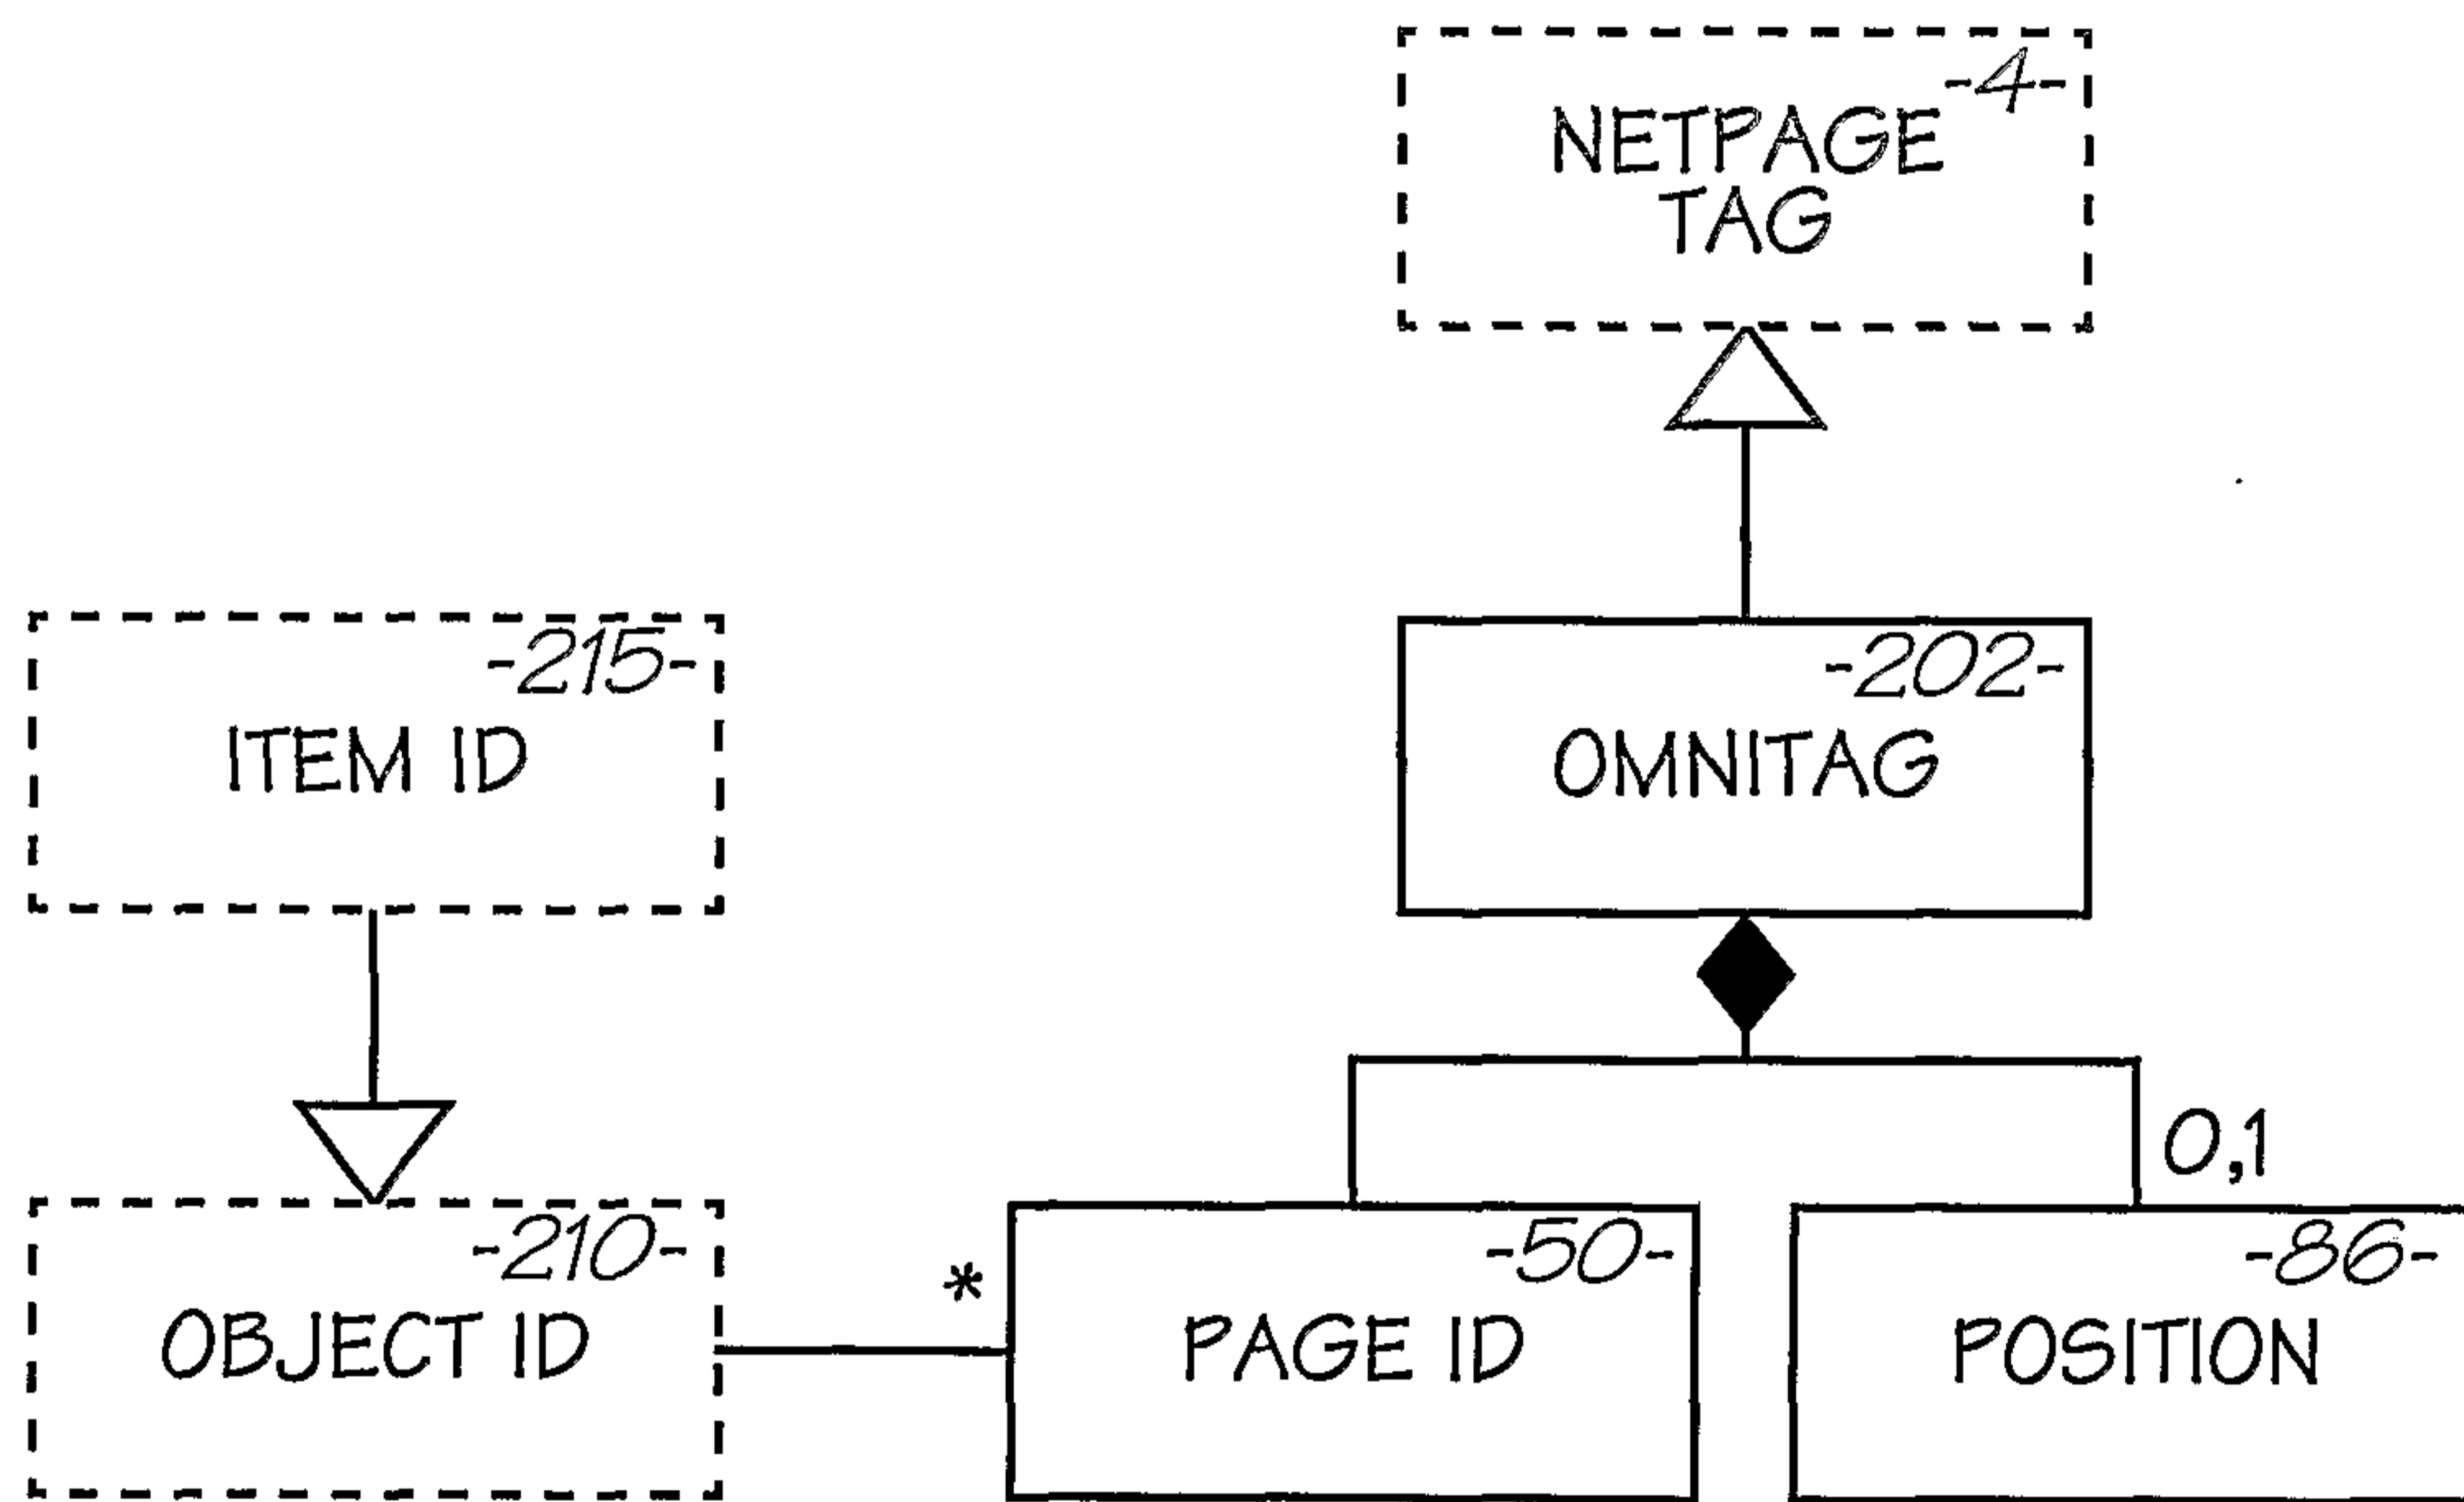 -4-
NETPAGE
TAG
-215-
ITEM ID
-202-
OMNITAG
0,1
-210-
OBJECT ID
*
-50-
PAGE ID
-86-
POSITION